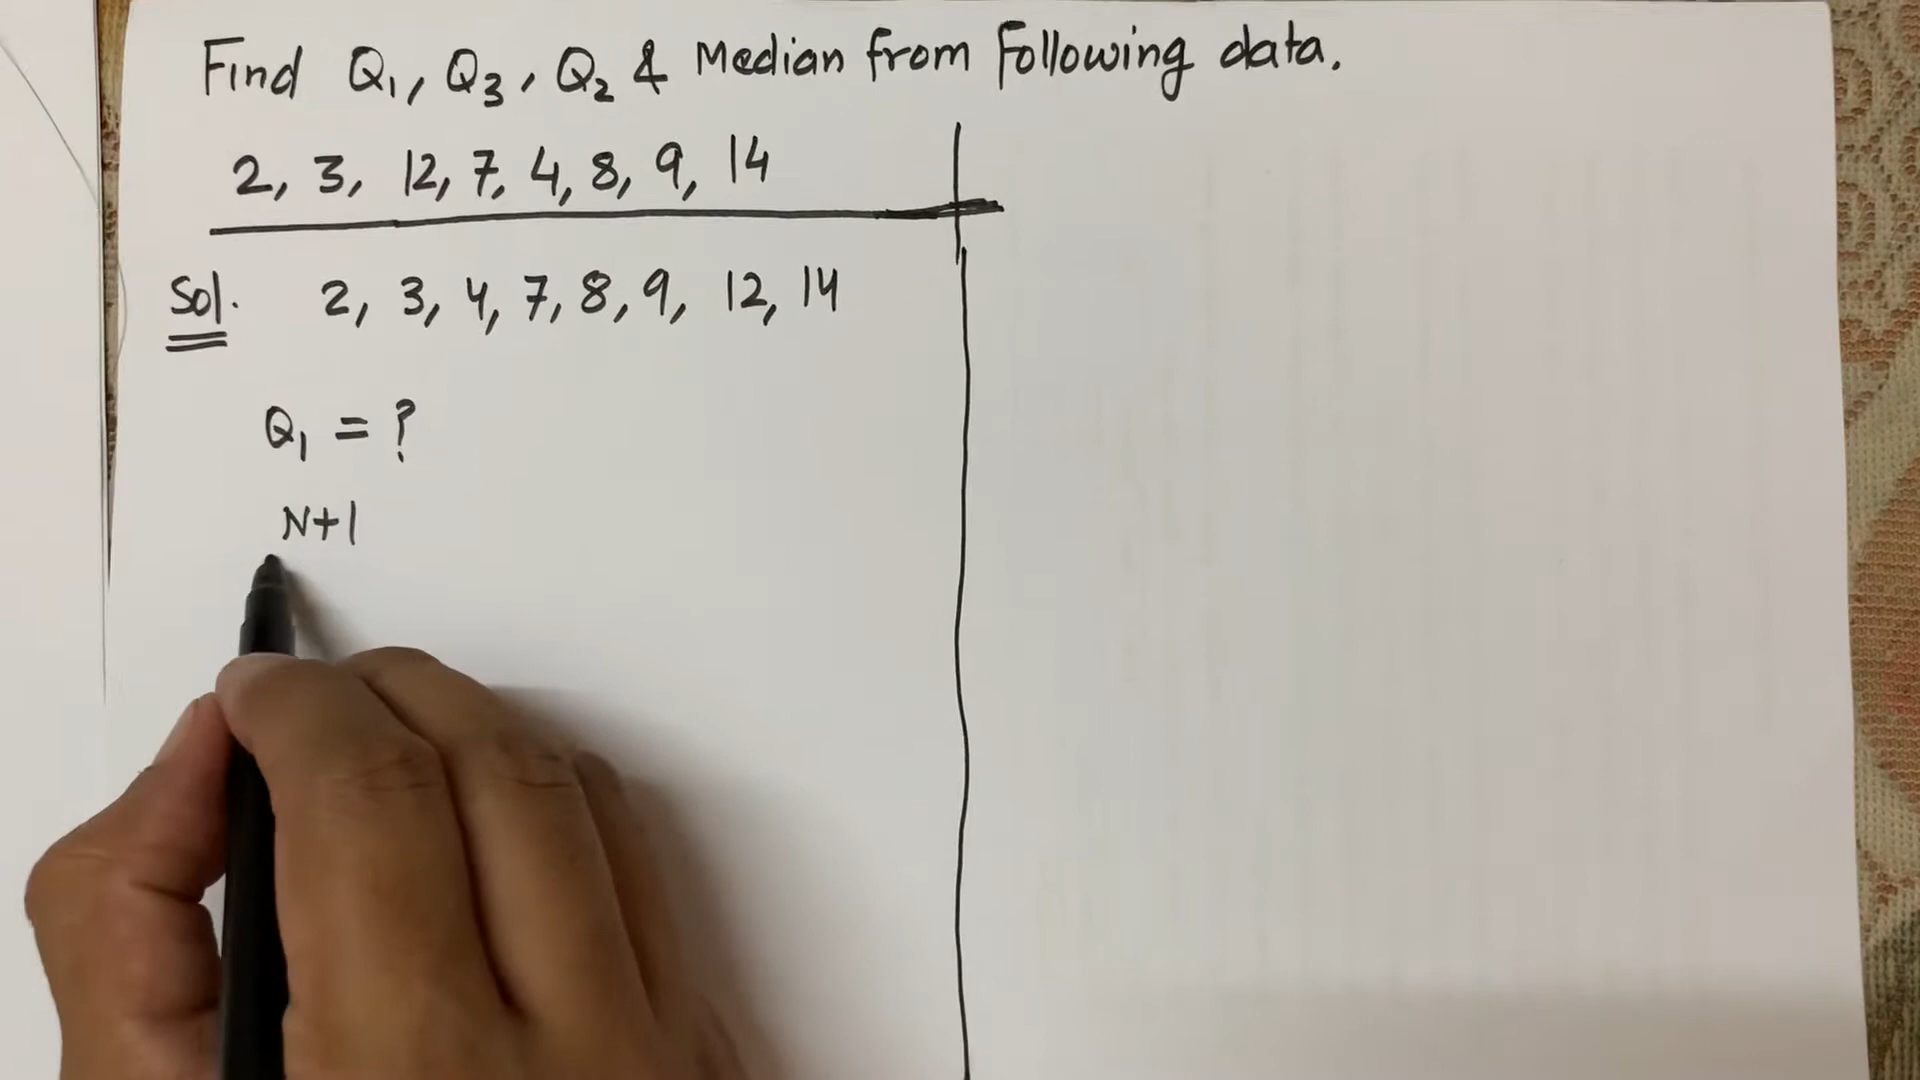 Find Q₁, Q₃, Q₂ & Median from Following data.
2, 3, 12, 7, 4, 8, 9, 14
Sol. 2, 3, 4, 7, 8, 9, 12, 14
Q₁ = ?
N+1